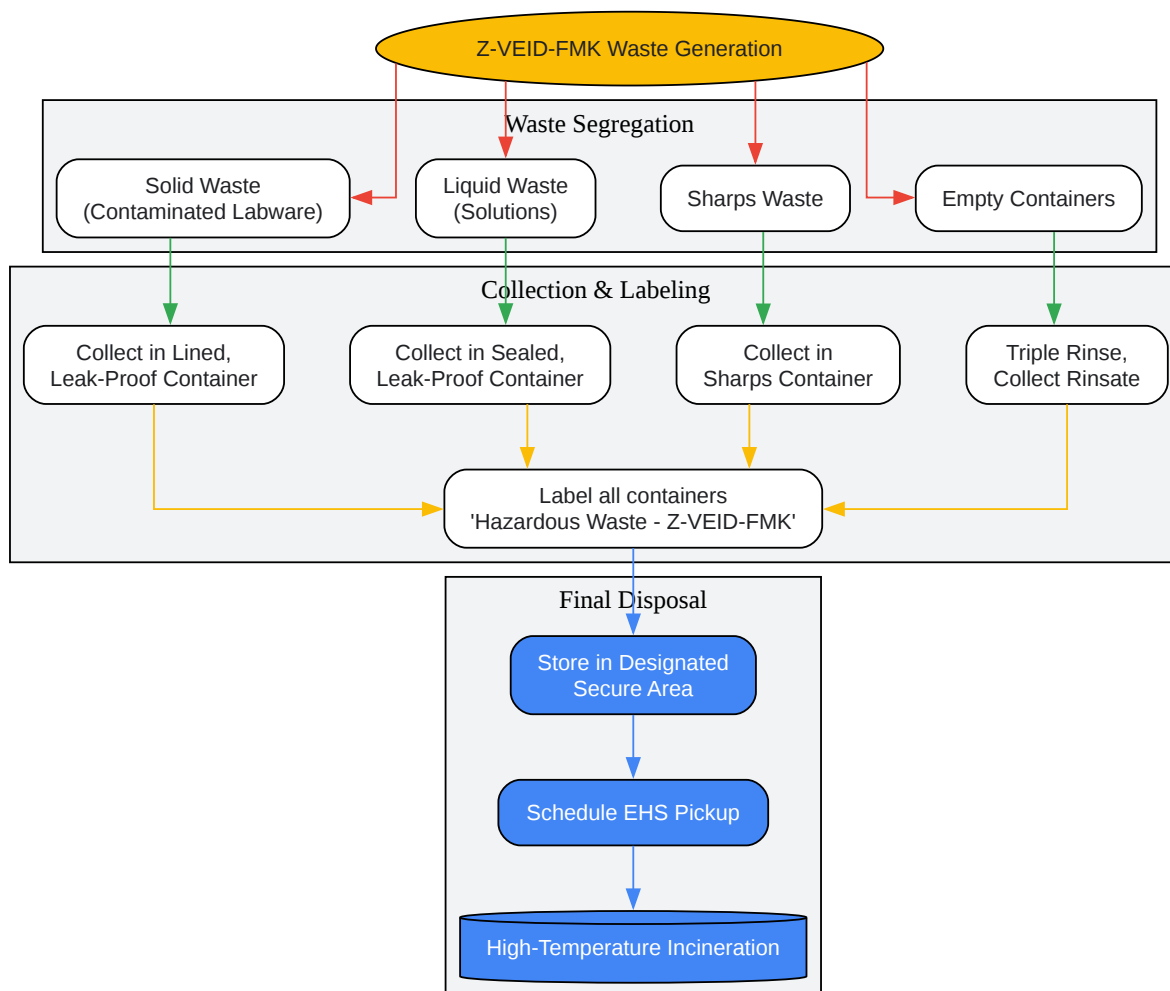 Z-VEID-FMK Waste Generation
Waste Segregation
Solid Waste
(Contaminated Labware)
Liquid Waste
(Solutions)
Sharps Waste
Empty Containers
Collection & Labeling
Collect in Lined,
Leak-Proof Container
Collect in Sealed,
Leak-Proof Container
Collect in
Sharps Container
Triple Rinse,
Collect Rinsate
Label all containers
'Hazardous Waste - Z-VEID-FMK'
Final Disposal
Store in Designated
Secure Area
Schedule EHS Pickup
High-Temperature Incineration